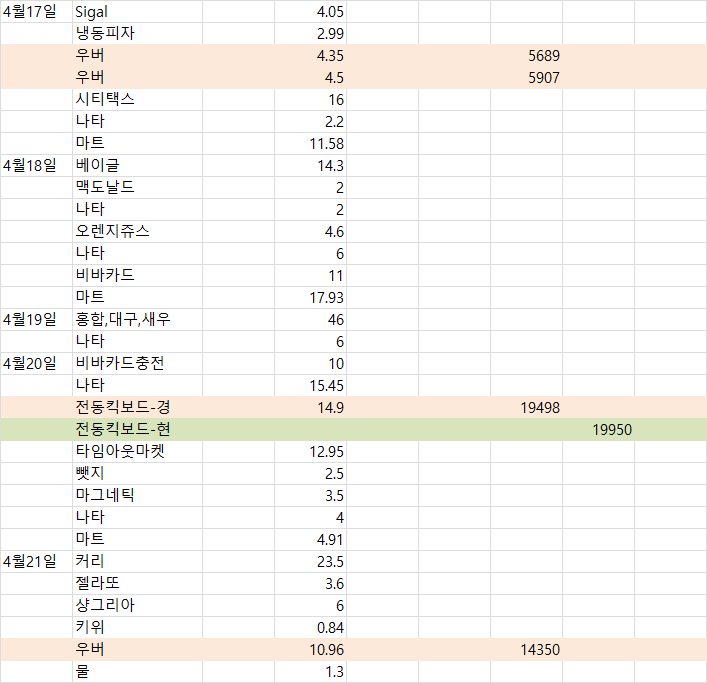 4월17일 Sigal 4.05
냉동피자 2.99
우버 4.35 5689
우버 4.5 5907
시티택스 16
나타 2.2
마트 11.58
4월18일 베이글 14.3
맥도날드 2
나타 2
오렌지쥬스 4.6
나타 6
비바카드 11
마트 17.93
4월19일 홍합,대구,새우 46
나타 6
4월20일 비바카드충전 10
나타 15.45
전동킥보드-경 14.9 19498
전동킥보드-현 19950
타임아웃마켓 12.95
뺏지 2.5
마그네틱 3.5
나타 4
마트 4.91
4월21일 커리 23.5
젤라또 3.6
샹그리아 6
키위 0.84
우버 10.96 14350
물 1.3